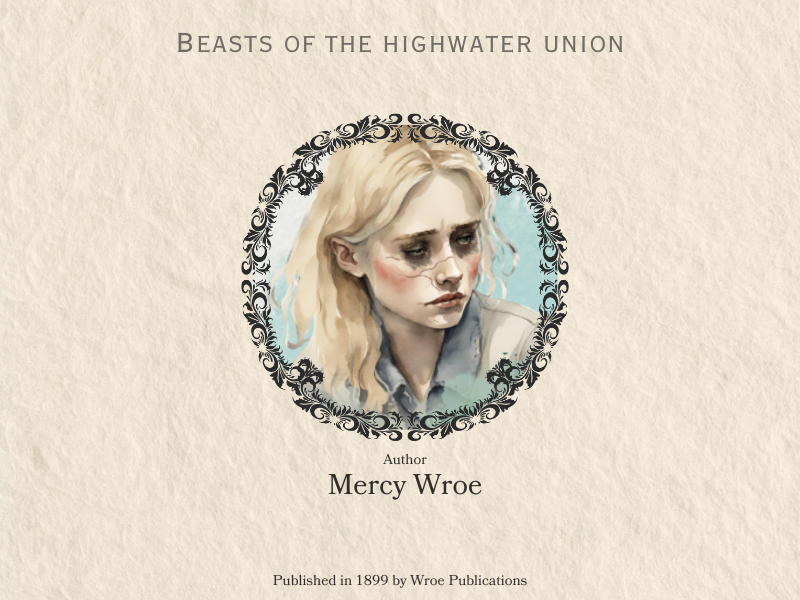 Beasts of the highwater union
Author
Mercy Wroe
Published in 1899 by Wroe Publications